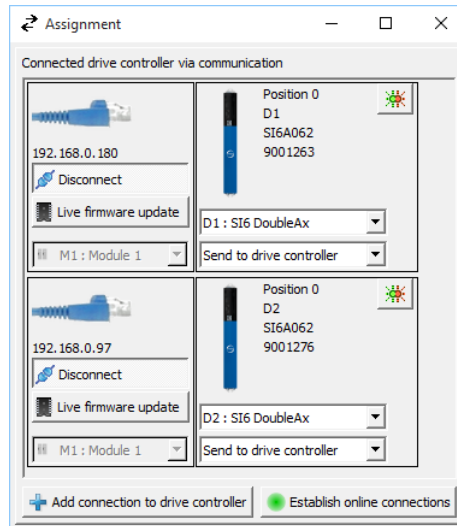 Assignment
Connected drive controller via communication
192.168.0.180
Disconnect
Live firmware update
M1 : Module 1
Position 0
D1
SI6A062
9001263
D1 : SI6 DoubleAx
Send to drive controller
192.168.0.97
Disconnect
Live firmware update
M1 : Module 1
Position 0
D2
SI6A062
9001276
D2 : SI6 DoubleAx
Send to drive controller
Add connection to drive controller
Establish online connections